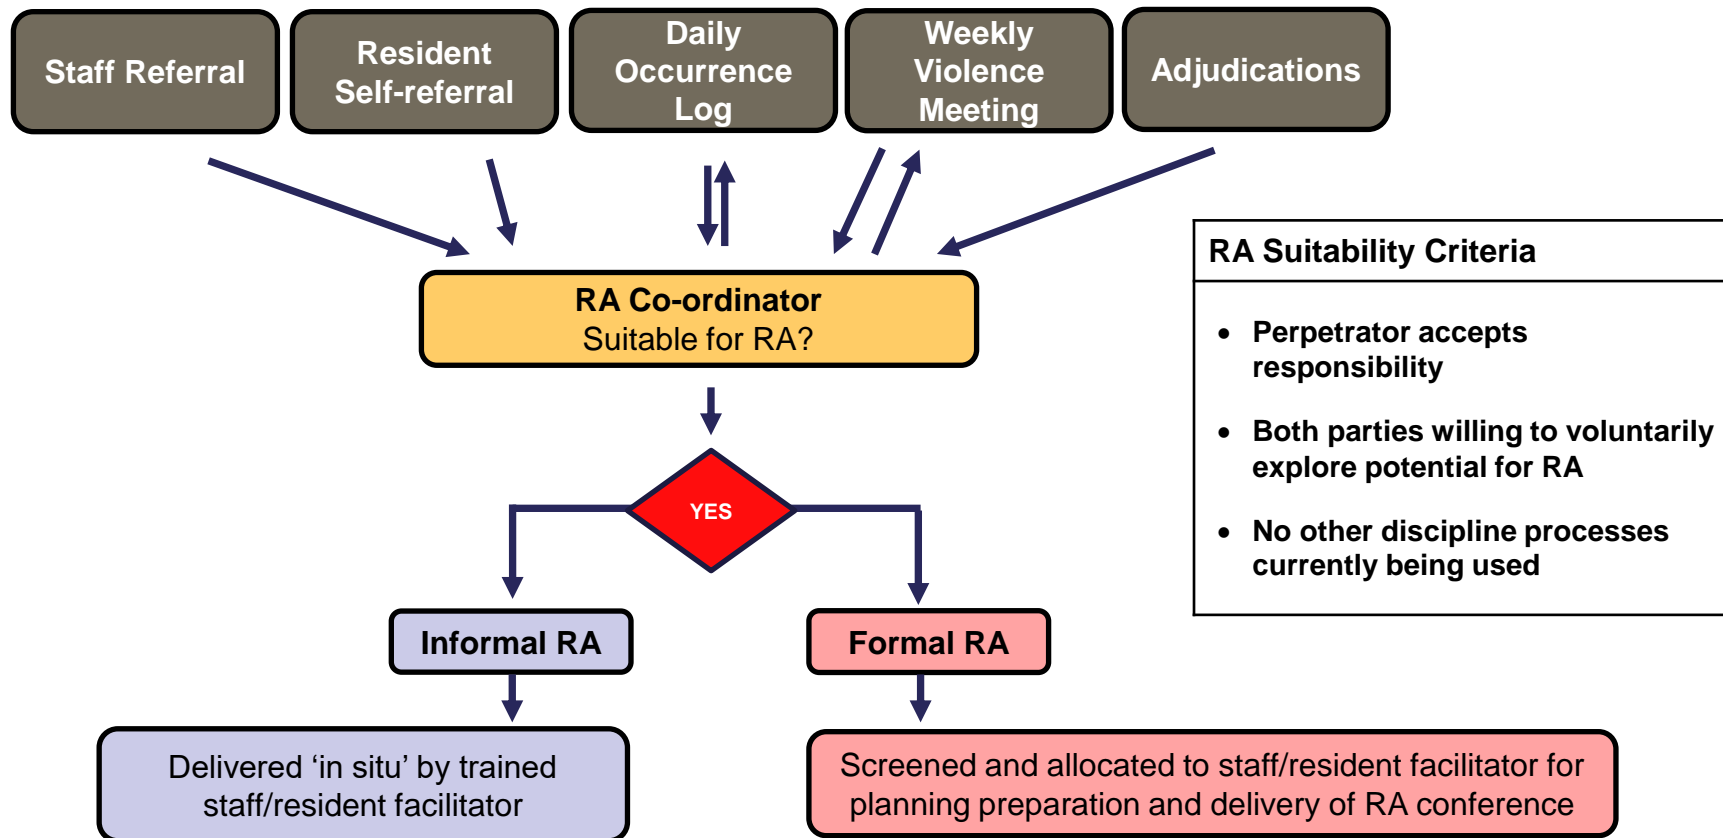 Staff Referral
Resident
Self-referral
Daily
Occurrence
Log
Weekly
Violence
Meeting
Adjudications
RA Co-ordinator
Suitable for RA?
RA Suitability Criteria
• Perpetrator accepts
responsibility
• Both parties willing to voluntarily
explore potential for RA
• No other discipline processes
currently being used
YES
Informal RA
Formal RA
Delivered ‘in situ’ by trained
staff/resident facilitator
Screened and allocated to staff/resident facilitator for
planning preparation and delivery of RA conference